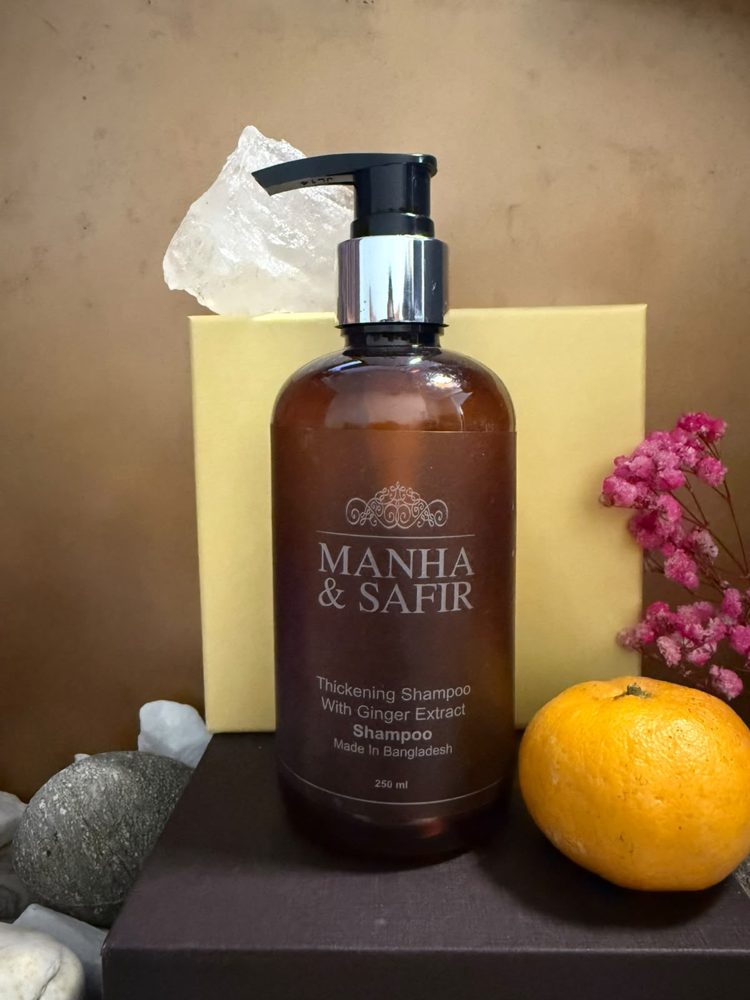 MANHA
& SAFIR
Thickening Shampoo
With Ginger Extract
Shampoo
Made In Bangladesh
250 ml